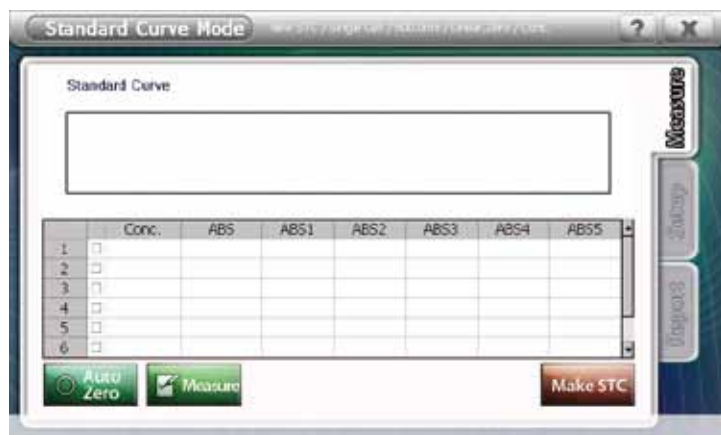 Standard Curve Mode
? X
Measure
Setup
Report
Standard Curve
Conc. ABS ABS1 ABS2 ABS3 ABS4 ABS5
1
2
3
4
5
6
Auto Zero
Measure
Make STC